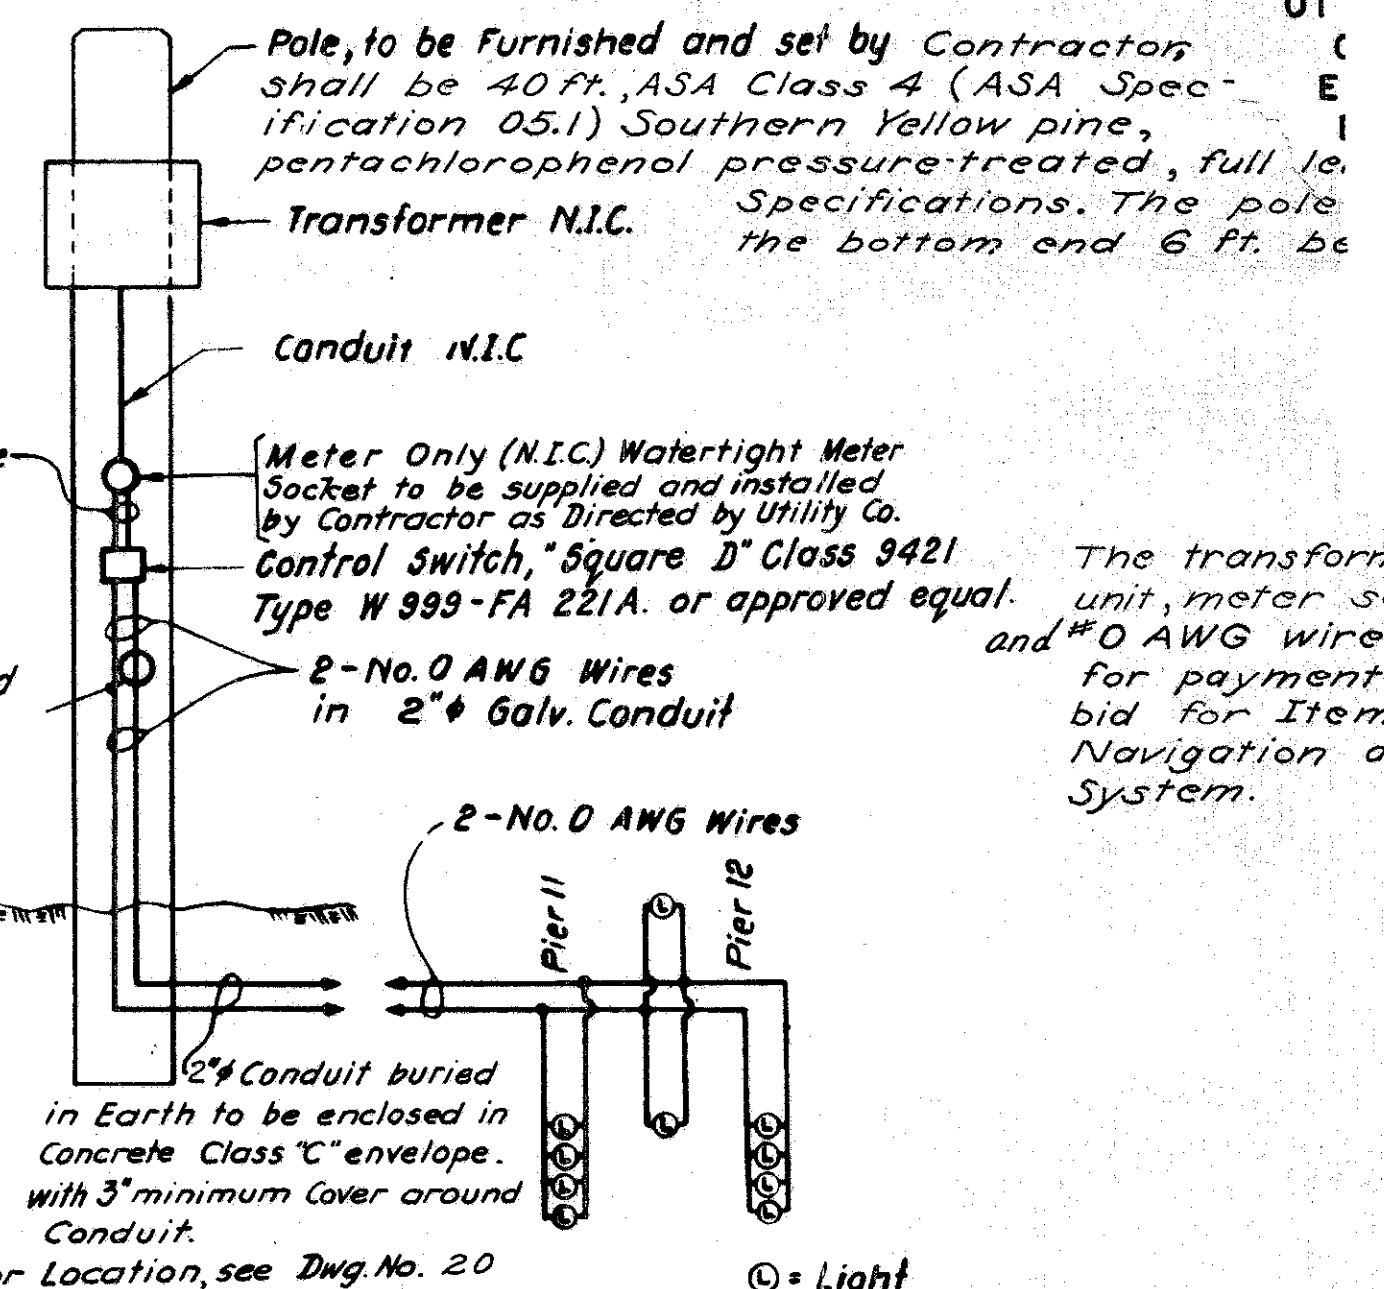 Pole, to be Furnished and set by Contractor,
shall be 40 ft., ASA Class 4 (ASA Spec-
ification 05.1) Southern Yellow pine,
pentachlorophenol pressure-treated, full
Specifications. The pole
the bottom end 6 ft.
Transformer N.I.C.
Conduit N.I.C
Meter Only (N.I.C.) Watertight Meter
Socket to be supplied and installed
by Contractor as Directed by Utility Co.
Control Switch, "Square D" Class 9421
Type W 999-FA 221A. or approved equal.
2-No. 0 AWG Wires
in 2"ϕ Galv. Conduit
The transform
unit, meter
and #0 AWG wire
for payment
bid for Item
Navigation
System.
2-No. 0 AWG Wires
Pier 11
Pier 12
L
L
L L
L L
L L
L L
2"ϕ Conduit buried
in Earth to be enclosed in
Concrete Class "C" envelope.
with 3" minimum Cover around
Conduit.
Location, see Dwg. No. 20
L = Light